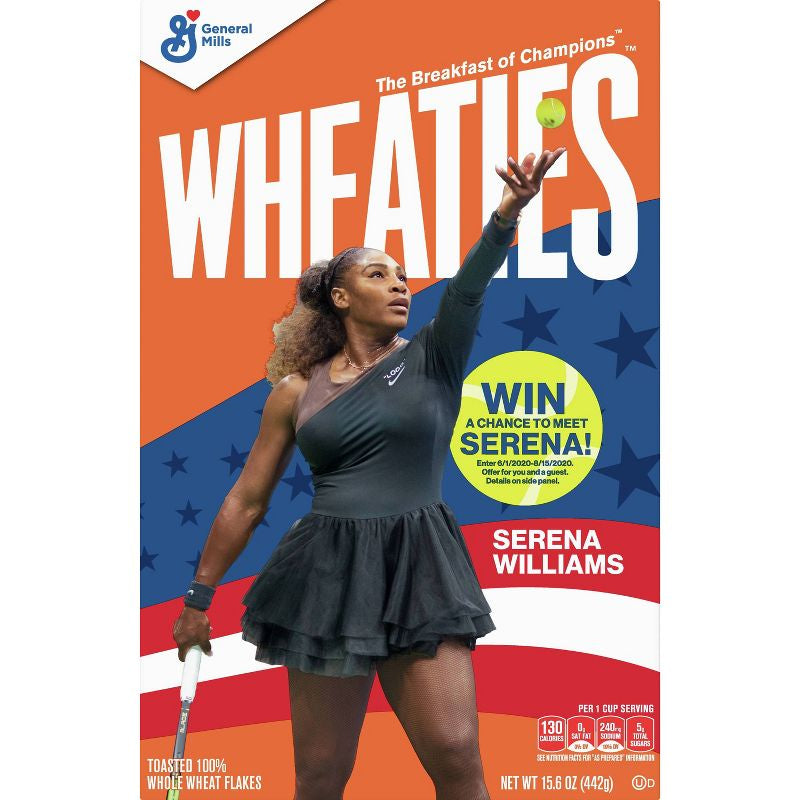 General
Mills
The Breakfast of Champions™
WHEATIES™
"LOGO"
WIN
A CHANCE TO MEET
SERENA!
Enter 6/1/2020-8/15/2020.
Offer for you and a guest.
Details on side panel.
SERENA
WILLIAMS
PER 1 CUP SERVING
130
CALORIES
0g
SAT FAT
0% DV
240mg
SODIUM
10% DV
5g
TOTAL
SUGARS
SEE NUTRITION FACTS FOR "AS PREPARED" INFORMATION
TOASTED 100%
WHOLE WHEAT FLAKES
NET WT 15.6 OZ (442g)
Ⓤ D